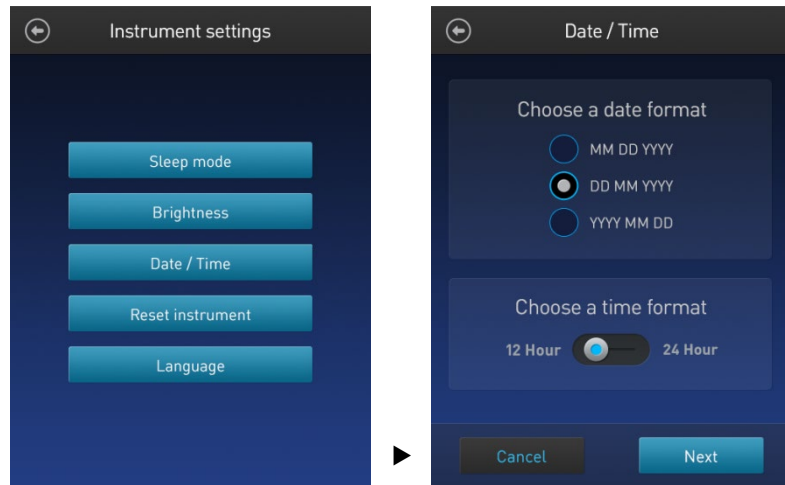 Instrument settings
Sleep mode
Brightness
Date / Time
Reset instrument
Language
Date / Time
Choose a date format
MM DD YYYY
DD MM YYYY
YYYY MM DD
Choose a time format
12 Hour 24 Hour
Cancel Next